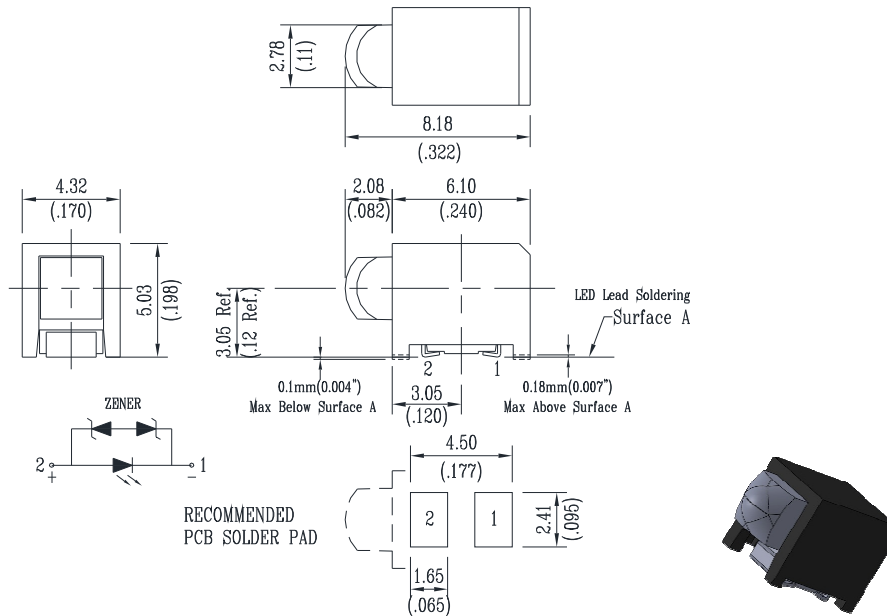 2.78
(.11)
8.18
(.322)
4.32
(.170)
2.08
(.082)
6.10
(.240)
5.03
(.198)
3.05 Ref.
(.12 Ref.)
LED Lead Soldering
Surface A
2
1
0.1mm(0.004")
Max Below Surface A
3.05
(.120)
0.18mm(0.007")
Max Above Surface A
ZENER
2
+
1
-
4.50
(.177)
RECOMMENDED
PCB SOLDER PAD
2
1
2.41
(.095)
1.65
(.065)